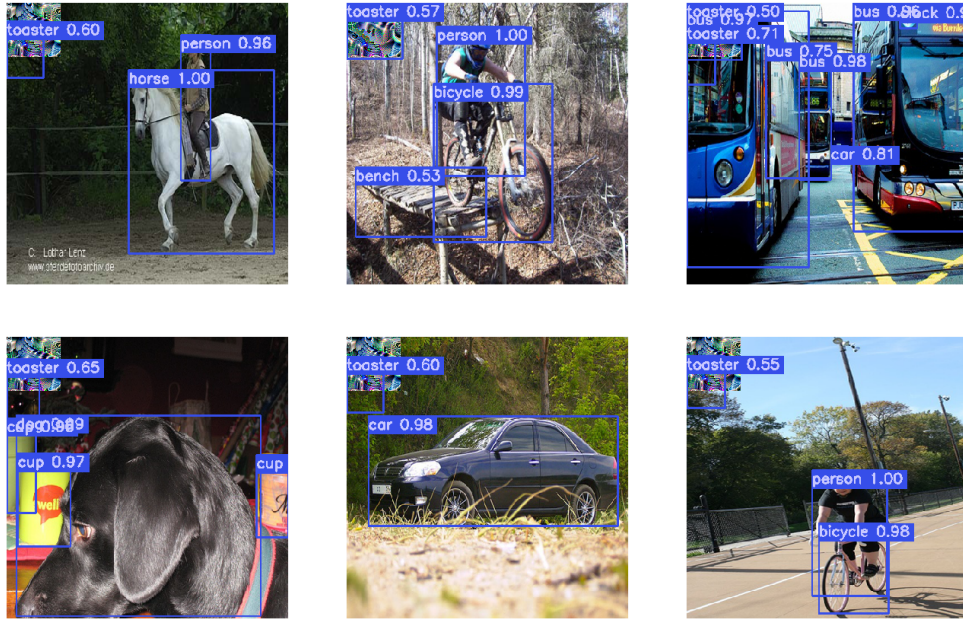 toaster 0.60
person 0.96
horse 1.00
C. Lothar Lenz
www.pferdefotoarchiv.de
toaster 0.57
person 1.00
bicycle 0.99
bench 0.53
toaster 0.50
bus 0.97
toaster 0.71
bus 0.75
bus 0.98
bus 0.86
car 0.81
toaster 0.65
cup 0.97
well
cup
toaster 0.60
car 0.98
toaster 0.55
person 1.00
bicycle 0.98